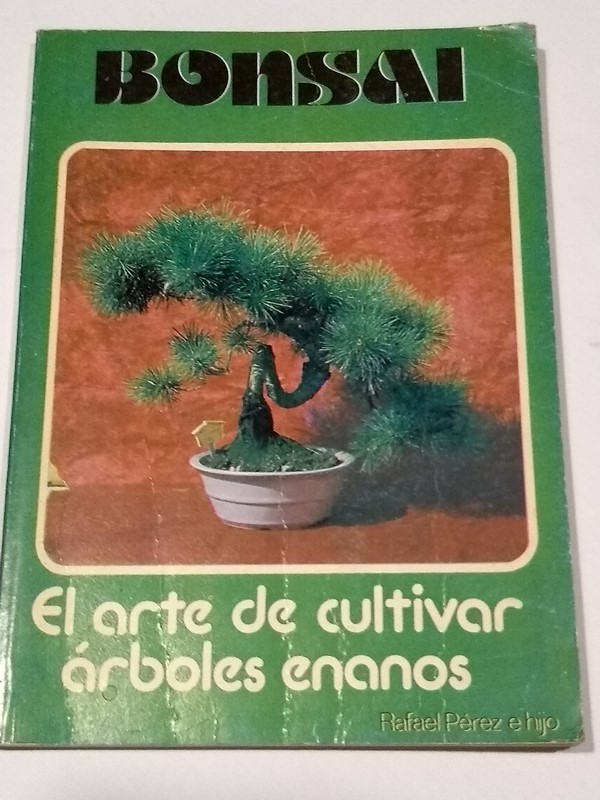 BONSAI
El arte de cultivar
árboles enanos
Rafael Pérez e hijo